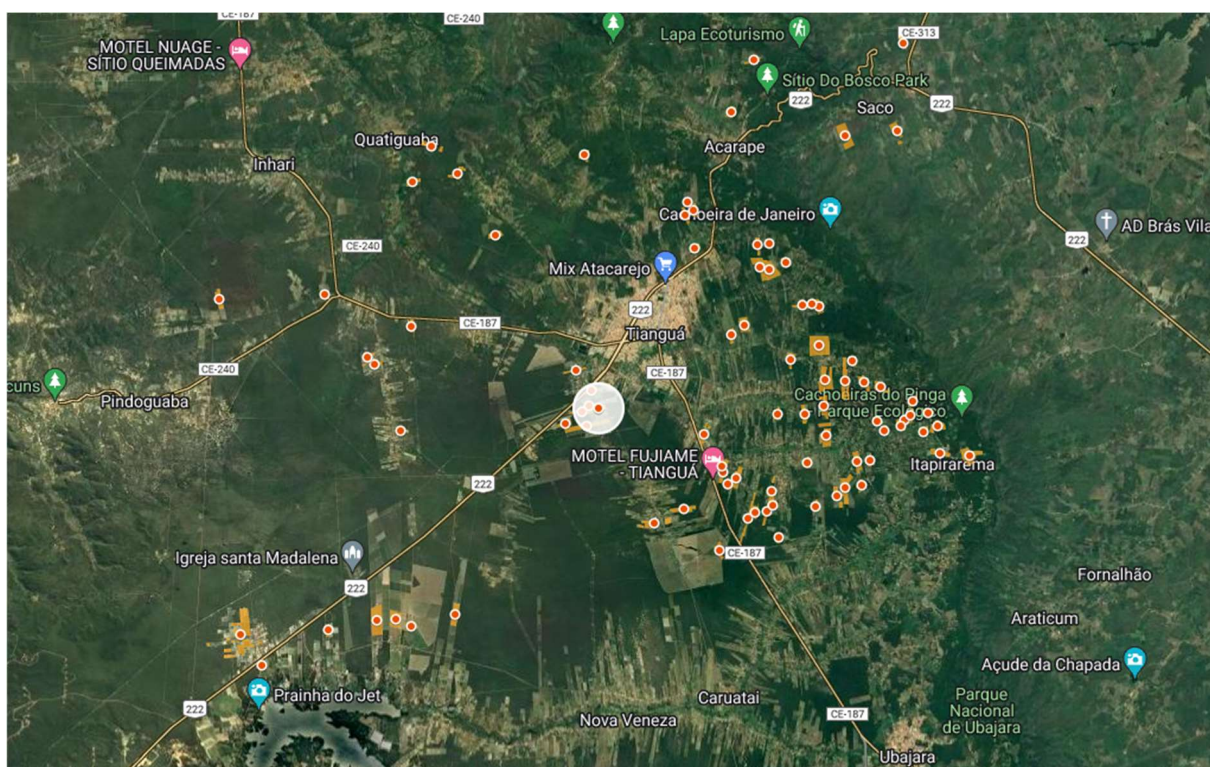 CE-187
CE-240
Lapa Ecoturismo
CE-313
MOTEL NUAGE -
SÍTIO QUEIMADAS
Sítio Do Bosco Park
222
222
Saco
Quatiguaba
Acarape
Inhari
Cachoeira de Janeiro
AD Brás Vila
222
CE-240
Mix Atacarejo
222
CE-187
Tianguá
CE-240
CE-187
cuns
Pindoguaba
Cachoeiras do Pinga
Parque Ecológico
MOTEL FUJIAME
- TIANGUÁ
Itapirarema
222
CE-187
Igreja santa Madalena
222
Fornalhão
Araticum
Açude da Chapada
Prainha do Jet
Caruatai
Parque
Nacional
de Ubajara
222
Nova Veneza
CE-187
Ubajara